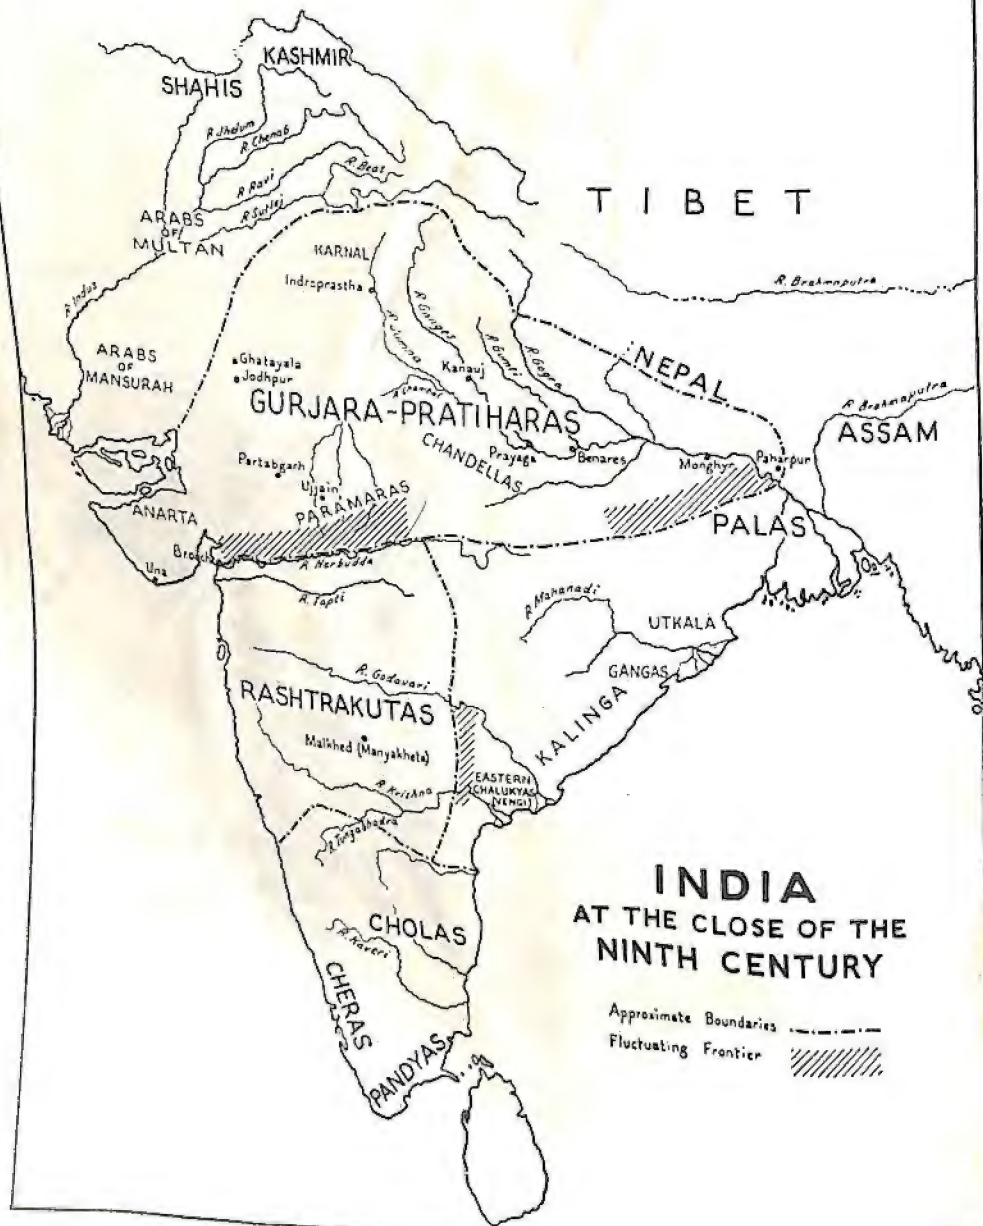 KASHMIR
SHAHIS
R. Jhelum
R. Chenab
R. Ravi
R. Beas
R. Sutlej
TIBET
ARABS
OF
MULTAN
KARNAL
Indraprastha
R. Indus
R. Brahmaputra
R. Ganges
R. Jumna
R. Gumti
R. Gogra
NEPAL
ARABS
OF
MANSURAH
Ghatayala
Jodhpur
Kanauj
R. Chambal
R. Brahmaputra
ASSAM
GURJARA-PRATIHARAS
CHANDELLAS
Prayaga
Benares
Monghyr
Paharpur
Partabgarh
Ujjain
PARAMARAS
ANARTA
PALAS
Broach
Una
R. Nerbudda
R. Tapti
R. Mahanadi
UTKALA
GANGAS
KALINGA
R. Godavari
RASHTRAKUTAS
Malkhed (Manyakheta)
R. Krishna
EASTERN
CHALUKYAS
(VENGI)
R. Tungabhadra
CHOLAS
R. Kaveri
CHERAS
PANDYAS
INDIA
AT THE CLOSE OF THE
NINTH CENTURY
Approximate Boundaries
Fluctuating Frontier